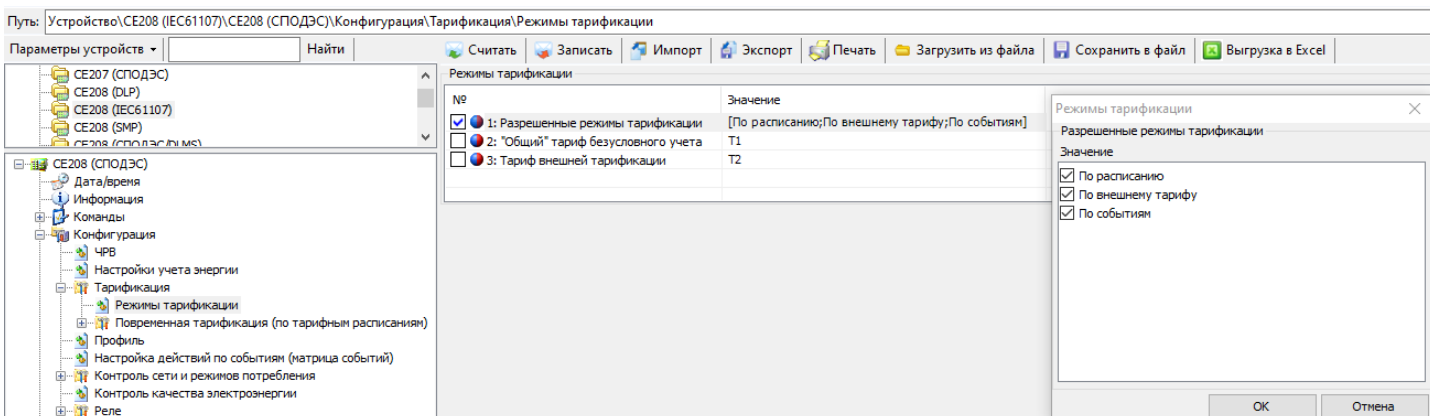 Путь: Устройство\CE208 (IEC61107)\CE208 (СПОДЭС)\Конфигурация\Тарификация\Режимы тарификации
Параметры устройств Найти Считать Записать Импорт Экспорт Печать Загрузить из файла Сохранить в файл Выгрузка в Excel
CE207 (СПОДЭС)
CE208 (DLP)
CE208 (IEC61107)
CE208 (SMP)
CE208 (СПОДЭС/DLMS)
CE208 (СПОДЭС)
Дата/время
Информация
Команды
Конфигурация
ЧРВ
Настройки учета энергии
Тарификация
Режимы тарификации
Повременная тарификация (по тарифным расписаниям)
Профиль
Настройка действий по событиям (матрица событий)
Контроль сети и режимов потребления
Контроль качества электроэнергии
Реле
Режимы тарификации
№ Значение
1: Разрешенные режимы тарификации [По расписанию;По внешнему тарифу;По событиям]
2: "Общий" тариф безусловного учета T1
3: Тариф внешней тарификации T2
Режимы тарификации
Разрешенные режимы тарификации
Значение
По расписанию
По внешнему тарифу
По событиям
OK Отмена